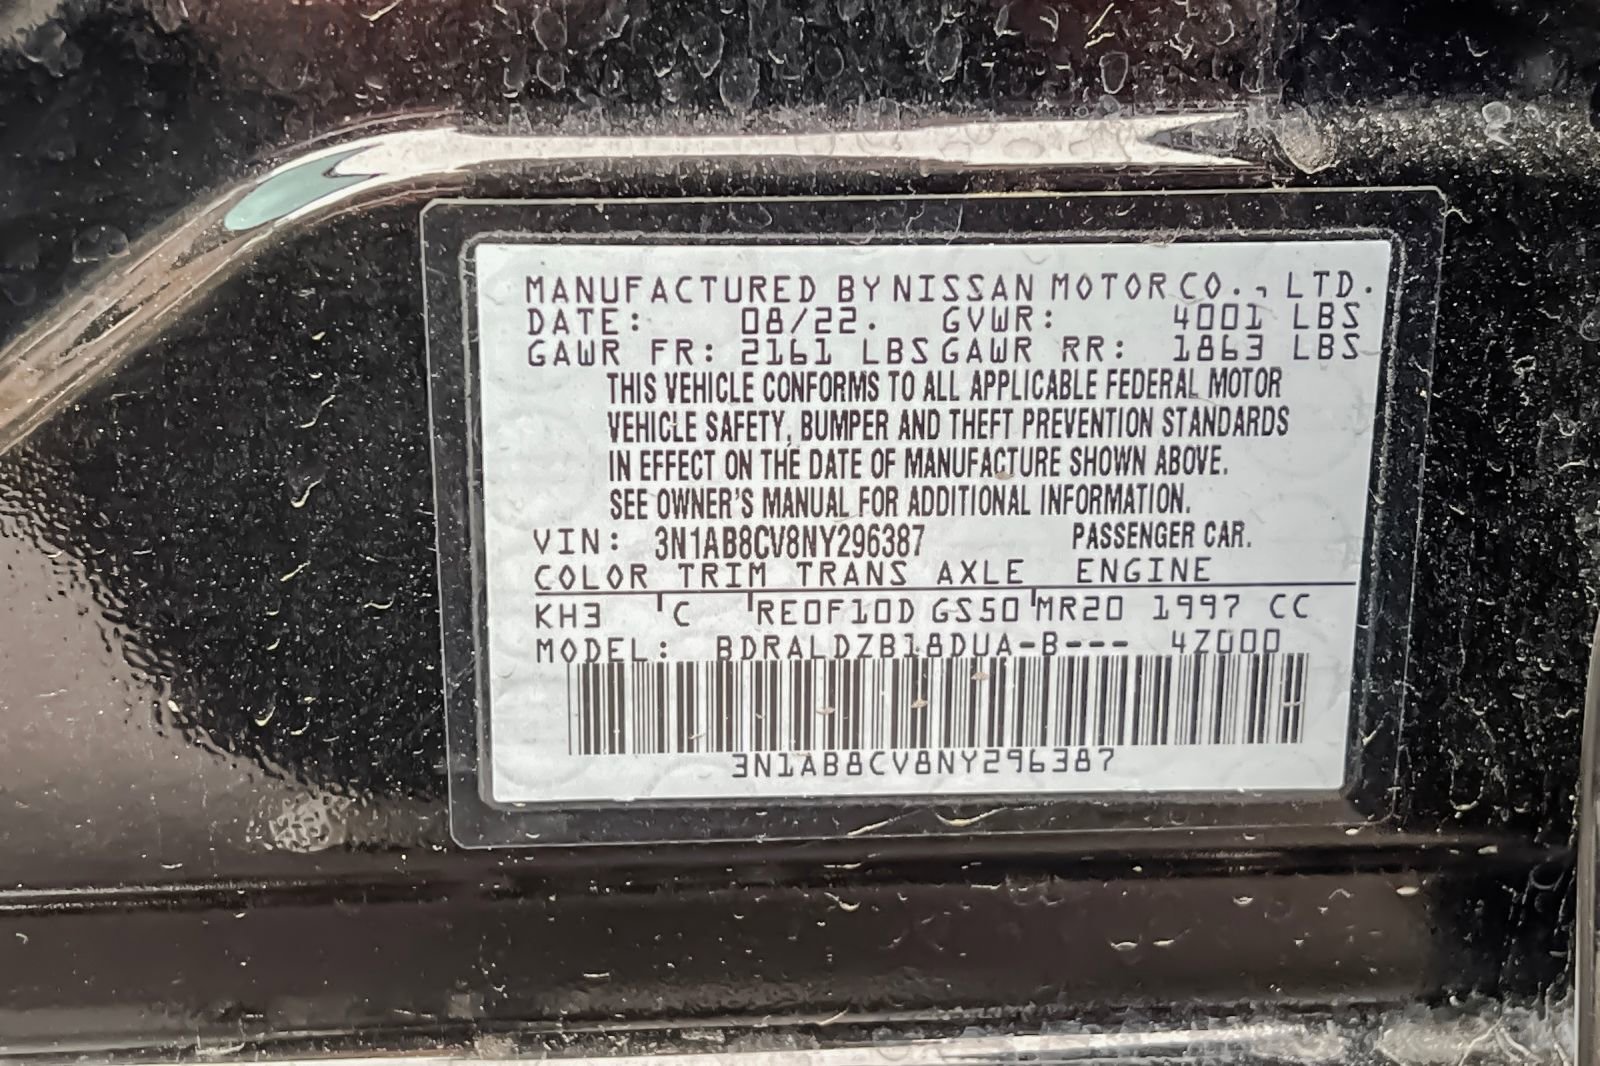 MANUFACTURED BY NISSAN MOTOR CO., LTD.
DATE: 08/22. GVWR: 4001 LBS
GAWR FR: 2161 LBS GAWR RR: 1863 LBS
THIS VEHICLE CONFORMS TO ALL APPLICABLE FEDERAL MOTOR
VEHICLE SAFETY, BUMPER AND THEFT PREVENTION STANDARDS
IN EFFECT ON THE DATE OF MANUFACTURE SHOWN ABOVE.
SEE OWNER'S MANUAL FOR ADDITIONAL INFORMATION.
VIN: 3N1AB8CV8NY296387 PASSENGER CAR.
COLOR TRIM TRANS AXLE ENGINE
KH3 C RE0F10D GS50 MR20 1997 CC
MODEL: BDRALDZB18DUA-B--- 4Z000
3N1AB8CV8NY296387